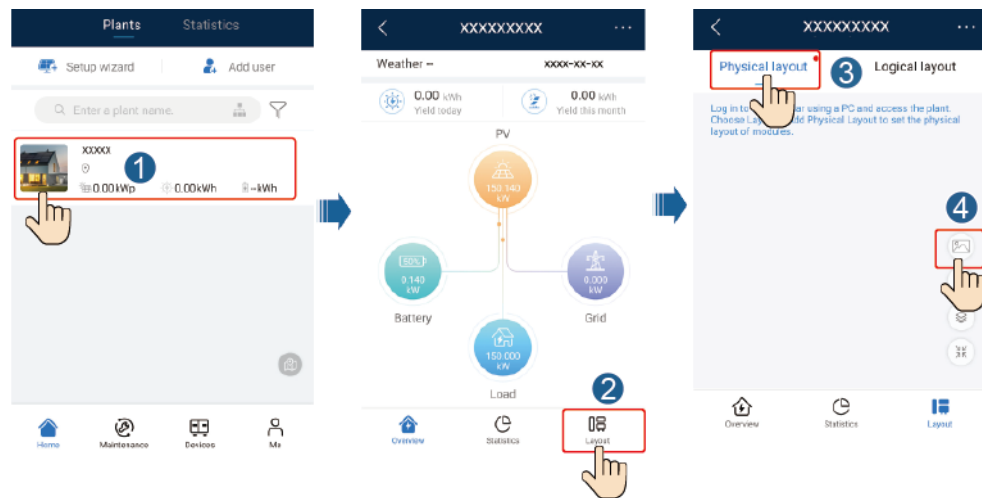 Plants Statistics
Setup wizard Add user
Enter a plant name.
XXXXX
1
0.00kWp 0.00kWh --kWh
Home Maintenance Devices Me
XXXXXXXXX
Weather -- xxxx-xx-xx
0.00 kWh 0.00 kWh
Yield today Yield this month
PV
150.140
kW
50%
0.140
kW
0.000
kW
Battery Grid
150.000
kW
Load
2
Overview Statistics Layout
XXXXXXXXX
Physical layout 3 Logical layout
Log in to ar using a PC and access the plant.
Choose Lay dd Physical Layout to set the physical
layout of modules.
4
Overview Statistics Layout